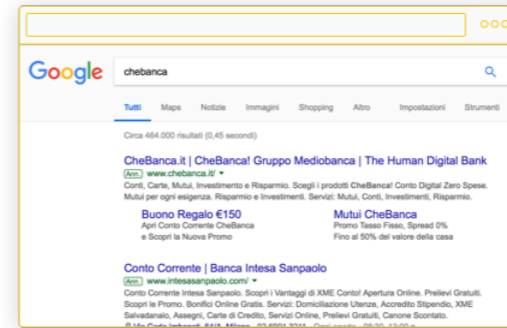 Google
chebanca
Tutti Maps Notizie Immagini Shopping Altro Impostazioni Strumenti
Circa 464.000 risultati (0,45 secondi)
CheBanca.it | CheBanca! Gruppo Mediobanca | The Human Digital Bank
Ann. www.chebanca.it/
Conti, Carte, Mutui, Investimento e Risparmio. Scegli i prodotti CheBanca! Conto Digital Zero Spese.
Mutui per ogni esigenza. Risparmio e Investimenti. Servizi: Mutui, Conti, Investimenti, Risparmio.
Buono Regalo €150 Mutui CheBanca
Apri Conto Corrente CheBanca Promo Tasso Fisso, Spread 0%
e Scopri la Nuova Promo Fino al 50% del valore della casa
Conto Corrente | Banca Intesa Sanpaolo
Ann. www.intesasanpaolo.com/
Conto Corrente Intesa Sanpaolo. Scopri i Vantaggi di XME Conto! Apertura Online. Prelievi Gratuiti.
Scopri le Promo. Bonifici Online Gratis. Servizi: Domiciliazione Utenze, Accredito Stipendio, XME
Salvadanaio, Assegni, Carte di Credito, Servizi Online, Prelievi Gratuiti, Canone Scontato.